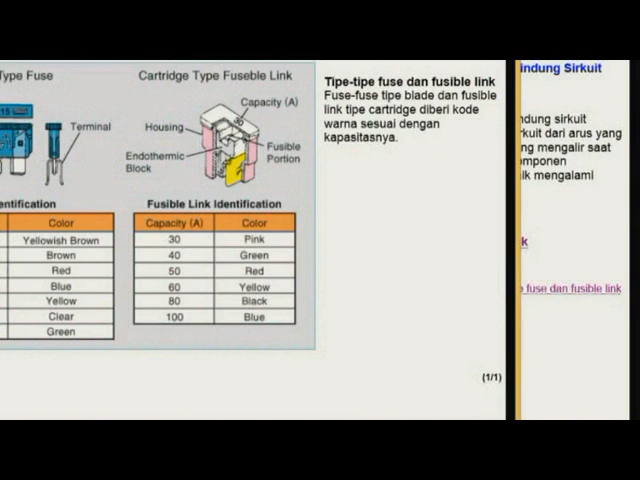 Type Fuse
Cartridge Type Fuseble Link
15
Terminal
Capacity (A)
30
Housing
Endothermic
Block
Fusible
Portion
entification
Color
Yellowish Brown
Brown
Red
Blue
Yellow
Clear
Green
Fusible Link Identification
Capacity (A) Color
30 Pink
40 Green
50 Red
60 Yellow
80 Black
100 Blue
Tipe-tipe fuse dan fusible link
Fuse-fuse tipe blade dan fusible
link tipe cartridge diberi kode
warna sesuai dengan
kapasitasnya.
(1/1)
indung Sirkuit
ndung sirkuit
rkuit dari arus yang
ng mengalir saat
omponen
ik mengalami
k
e fuse dan fusible link